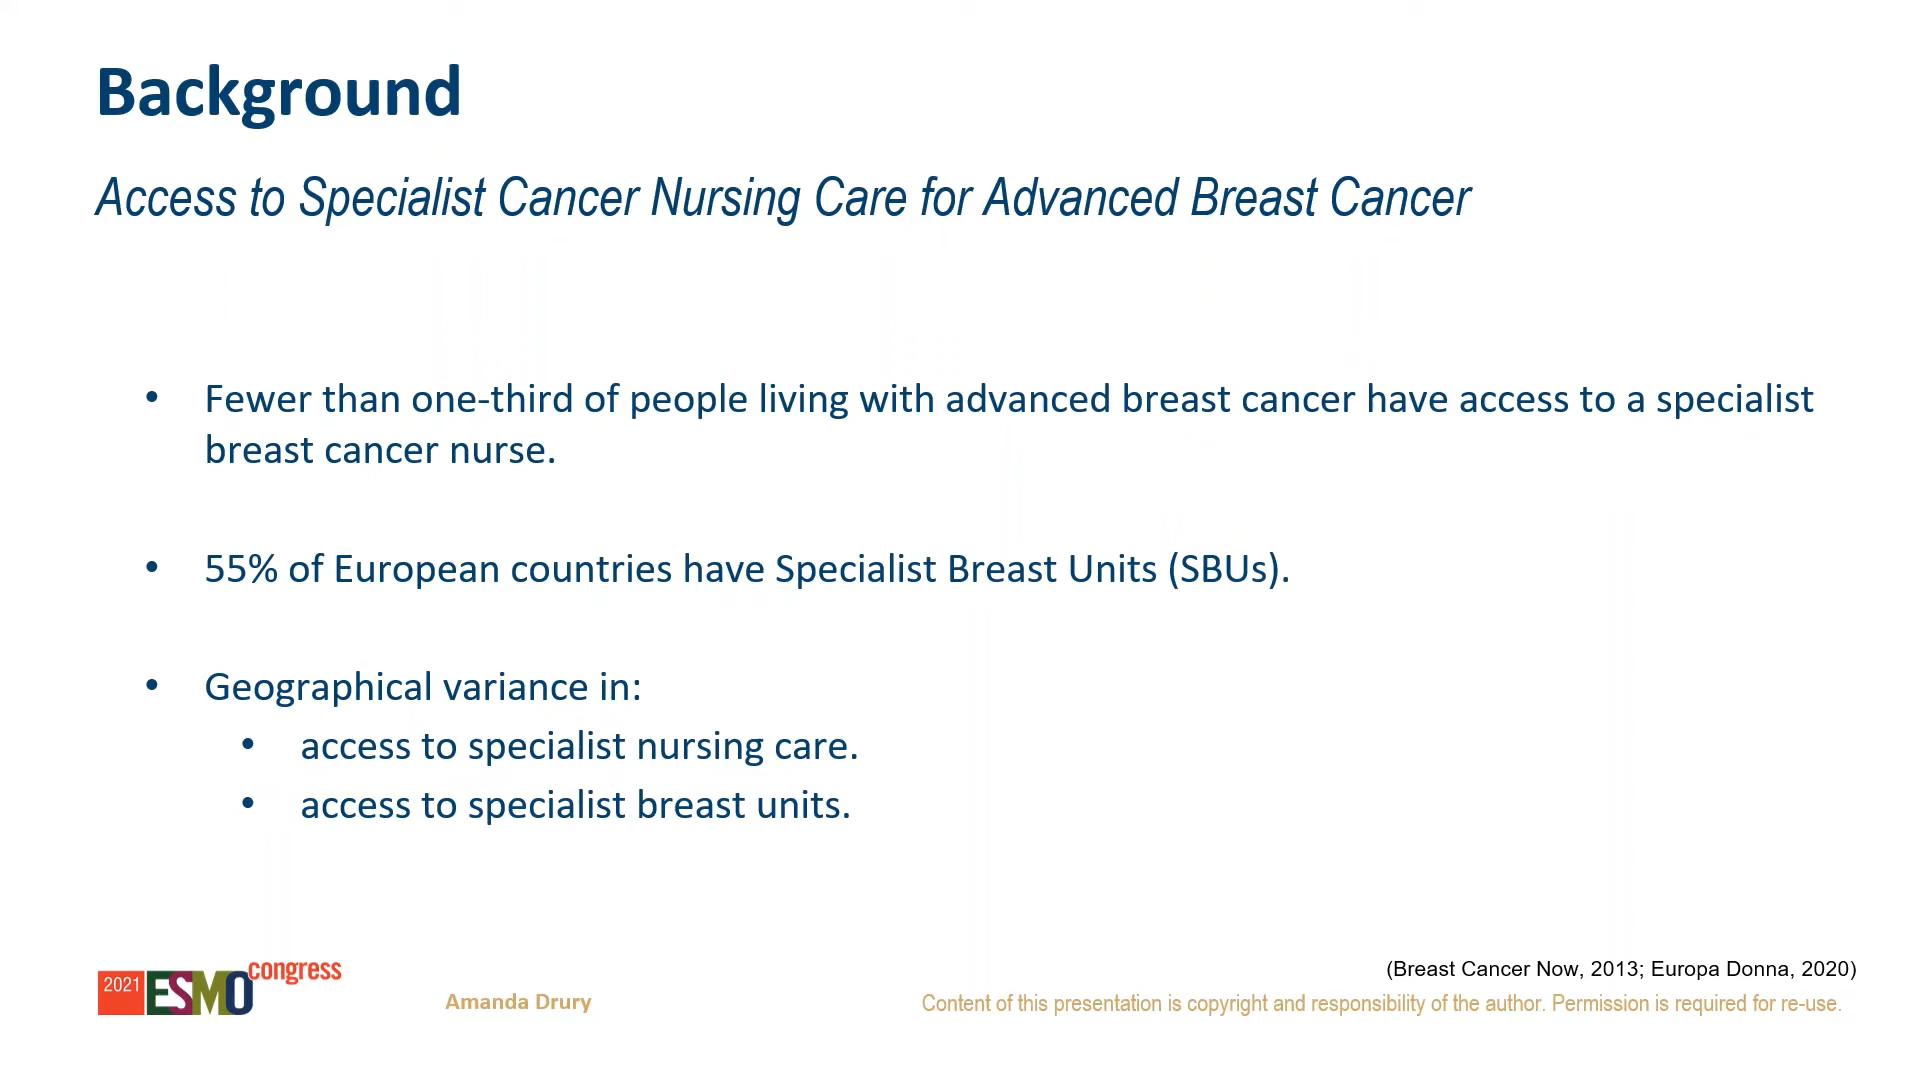 Background
Access to Specialist Cancer Nursing Care for Advanced Breast Cancer
• Fewer than one-third of people living with advanced breast cancer have access to a specialist
breast cancer nurse.
• 55% of European countries have Specialist Breast Units (SBUs).
• Geographical variance in:
• access to specialist nursing care.
• access to specialist breast units.
(Breast Cancer Now, 2013; Europa Donna, 2020)
2021 ESMO congress
Amanda Drury
Content of this presentation is copyright and responsibility of the author. Permission is required for re-use.